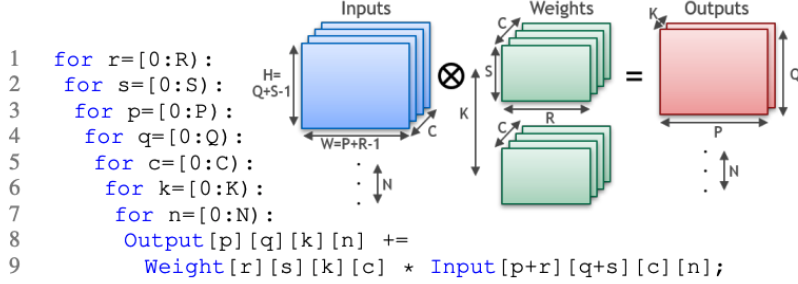 Inputs
Weights
Outputs
1 for r=[0:R):
2 for s=[0:S):
3 for p=[0:P):
4 for q=[0:Q):
5 for c=[0:C):
6 for k=[0:K):
7 for n=[0:N):
8 Output[p][q][k][n] +=
9 Weight[r][s][k][c] * Input[p+r][q+s][c][n];
H=
Q+S-1
W=P+R-1
C
N
⊗
C
S
R
K
C
=
K
Q
P
N